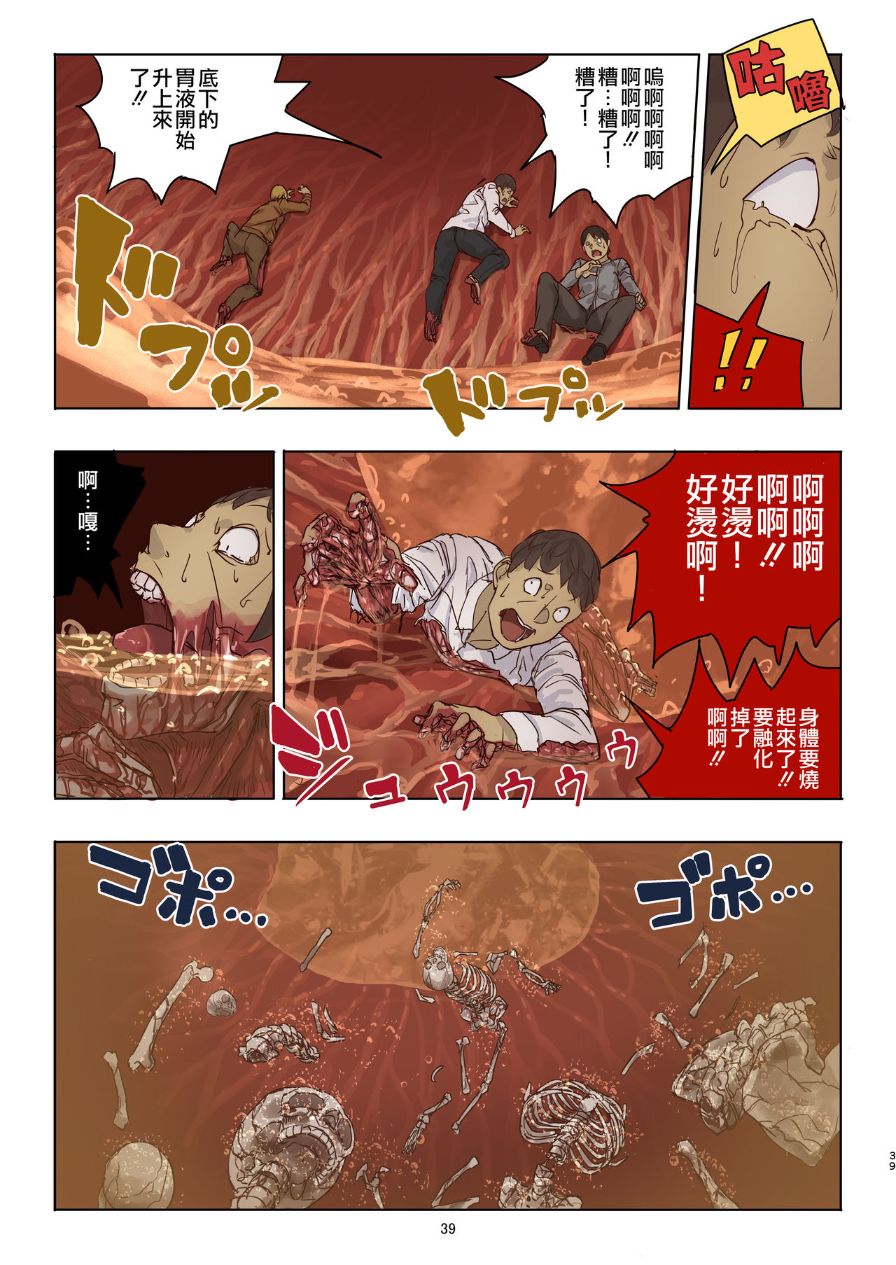 咕嚕
!!
嗚啊啊啊啊
啊啊啊!!
糟…糟了！
糟了！
底下的
胃液開始
升上來
了!!
ドプッ
ドプッ
啊啊啊
啊啊!!
好燙！
好燙啊！
身體要燒
起來了!!
要融化
掉了
啊啊!!
ジュウゥゥゥ
啊…嘎…
ゴポ…
ゴポ…
39
39